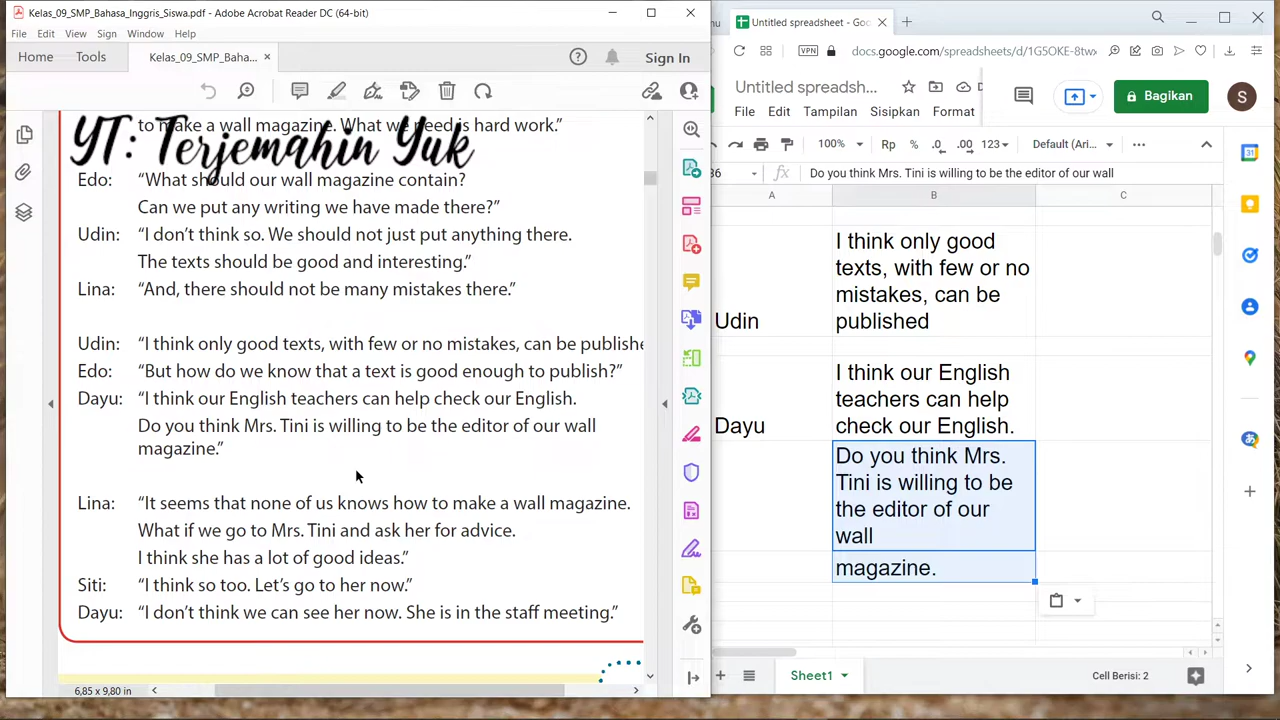 Kelas_09_SMP_Bahasa_Inggris_Siswa.pdf - Adobe Acrobat Reader DC (64-bit)
File Edit View Sign Window Help
Home Tools Kelas_09_SMP_Baha... Sign In
to make a wall magazine. What we need is hard work."
YT: Terjemahin Yuk
Edo: "What should our wall magazine contain?
Can we put any writing we have made there?"
Udin: "I don't think so. We should not just put anything there.
The texts should be good and interesting."
Lina: "And, there should not be many mistakes there."
Udin: "I think only good texts, with few or no mistakes, can be publishe
Edo: "But how do we know that a text is good enough to publish?"
Dayu: "I think our English teachers can help check our English.
Do you think Mrs. Tini is willing to be the editor of our wall
magazine."
Lina: "It seems that none of us knows how to make a wall magazine.
What if we go to Mrs. Tini and ask her for advice.
I think she has a lot of good ideas."
Siti: "I think so too. Let's go to her now."
Dayu: "I don't think we can see her now. She is in the staff meeting."
6,85 x 9,80 in
nu Untitled spreadsheet - Goo
VPN docs.google.com/spreadsheets/d/1G5OKE-8twx
Untitled spreadsh...
File Edit Tampilan Sisipkan Format
Bagikan S
100% Rp % .0 .00 123 Default (Ari...
36 fx Do you think Mrs. Tini is willing to be the editor of our wall
A B C
I think only good
texts, with few or no
mistakes, can be
Udin published
I think our English
teachers can help
Dayu check our English.
Do you think Mrs.
Tini is willing to be
the editor of our
wall
magazine.
Sheet1 Cell Berisi: 2
31